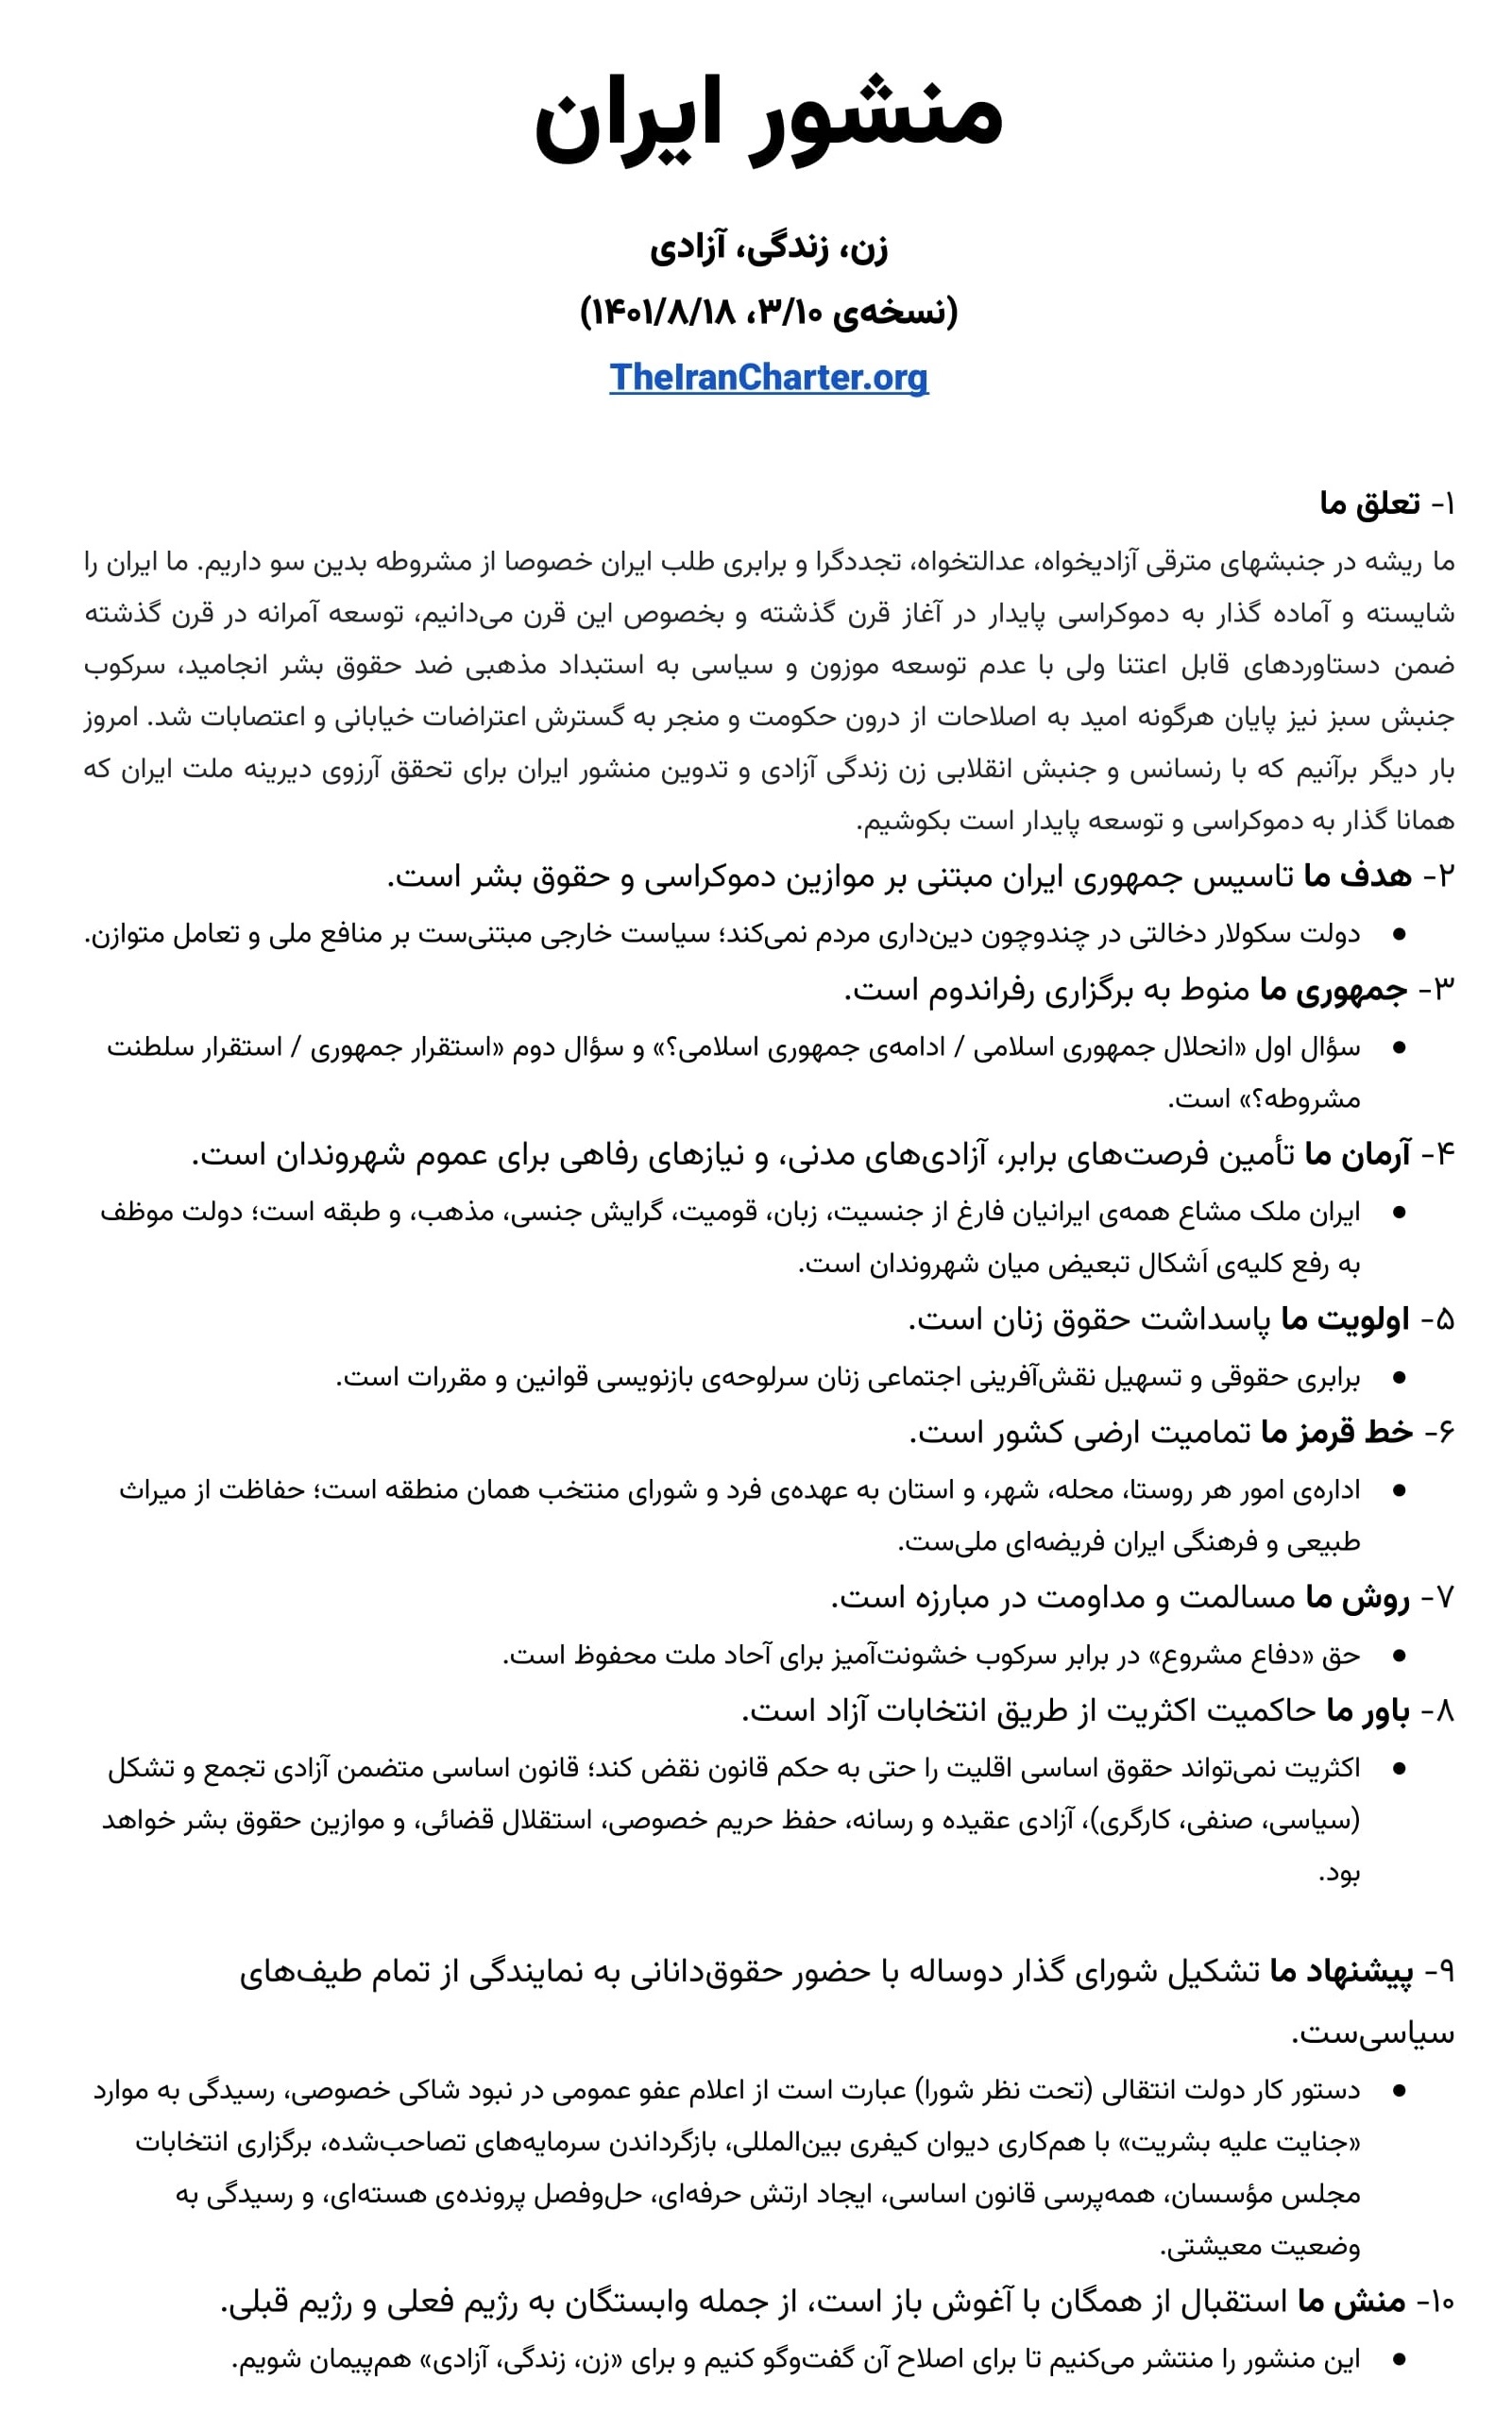 منشور ایران
زن، زندگی، آزادی
(نسخه‌ی ۳/۱۰، ۱۴۰۱/۸/۱۸)
TheIranCharter.org
۱- تعلق ما
ما ریشه در جنبشهای مترقی آزادیخواه، عدالتخواه، تجددگرا و برابری طلب ایران خصوصا از مشروطه بدین سو داریم. ما ایران را
شایسته و آماده گذار به دموکراسی پایدار در آغاز قرن گذشته و بخصوص این قرن می‌دانیم، توسعه آمرانه در قرن گذشته
ضمن دستاوردهای قابل اعتنا ولی با عدم توسعه موزون و سیاسی به استبداد مذهبی ضد حقوق بشر انجامید، سرکوب
جنبش سبز نیز پایان هرگونه امید به اصلاحات از درون حکومت و منجر به گسترش اعتراضات خیابانی و اعتصابات شد. امروز
بار دیگر برآنیم که با رنسانس و جنبش انقلابی زن زندگی آزادی و تدوین منشور ایران برای تحقق آرزوی دیرینه ملت ایران که
همانا گذار به دموکراسی و توسعه پایدار است بکوشیم.
۲- هدف ما تاسیس جمهوری ایران مبتنی بر موازین دموکراسی و حقوق بشر است.
● دولت سکولار دخالتی در چندوچون دین‌داری مردم نمی‌کند؛ سیاست خارجی مبتنی‌ست بر منافع ملی و تعامل متوازن.
۳- جمهوری ما منوط به برگزاری رفراندوم است.
● سؤال اول «انحلال جمهوری اسلامی / ادامه‌ی جمهوری اسلامی؟» و سؤال دوم «استقرار جمهوری / استقرار سلطنت
مشروطه؟» است.
۴- آرمان ما تأمین فرصت‌های برابر، آزادی‌های مدنی، و نیازهای رفاهی برای عموم شهروندان است.
● ایران ملک مشاع همه‌ی ایرانیان فارغ از جنسیت، زبان، قومیت، گرایش جنسی، مذهب، و طبقه است؛ دولت موظف
به رفع کلیه‌ی اَشکال تبعیض میان شهروندان است.
۵- اولویت ما پاسداشت حقوق زنان است.
● برابری حقوقی و تسهیل نقش‌آفرینی اجتماعی زنان سرلوحه‌ی بازنویسی قوانین و مقررات است.
۶- خط قرمز ما تمامیت ارضی کشور است.
● اداره‌ی امور هر روستا، محله، شهر، و استان به عهده‌ی فرد و شورای منتخب همان منطقه است؛ حفاظت از میراث
طبیعی و فرهنگی ایران فریضه‌ای ملی‌ست.
۷- روش ما مسالمت و مداومت در مبارزه است.
● حق «دفاع مشروع» در برابر سرکوب خشونت‌آمیز برای آحاد ملت محفوظ است.
۸- باور ما حاکمیت اکثریت از طریق انتخابات آزاد است.
● اکثریت نمی‌تواند حقوق اساسی اقلیت را حتی به حکم قانون نقض کند؛ قانون اساسی متضمن آزادی تجمع و تشکل
(سیاسی، صنفی، کارگری)، آزادی عقیده و رسانه، حفظ حریم خصوصی، استقلال قضائی، و موازین حقوق بشر خواهد
بود.
۹- پیشنهاد ما تشکیل شورای گذار دوساله با حضور حقوق‌دانانی به نمایندگی از تمام طیف‌های
سیاسی‌ست.
● دستور کار دولت انتقالی (تحت نظر شورا) عبارت است از اعلام عفو عمومی در نبود شاکی خصوصی، رسیدگی به موارد
«جنایت علیه بشریت» با هم‌کاری دیوان کیفری بین‌المللی، بازگرداندن سرمایه‌های تصاحب‌شده، برگزاری انتخابات
مجلس مؤسسان، همه‌پرسی قانون اساسی، ایجاد ارتش حرفه‌ای، حل‌وفصل پرونده‌ی هسته‌ای، و رسیدگی به
وضعیت معیشتی.
۱۰- منش ما استقبال از همگان با آغوش باز است، از جمله وابستگان به رژیم فعلی و رژیم قبلی.
● این منشور را منتشر می‌کنیم تا برای اصلاح آن گفت‌وگو کنیم و برای «زن، زندگی، آزادی» هم‌پیمان شویم.